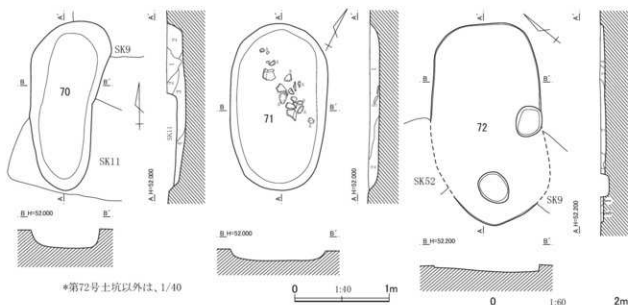 A
A'
SK9
70
B
B'
SK11
A
A'
SK11
A H=52.000
B H=52.000
B'
*第72号土坑以外は、1/40
A
A'
71
B
B'
A
A'
A H=52.000
B H=52.000
B'
0 1:40 1m
A
A'
72
B
B'
SK52
SK9
A
A'
A H=52.200
B H=52.200
B'
0 1:60 2m